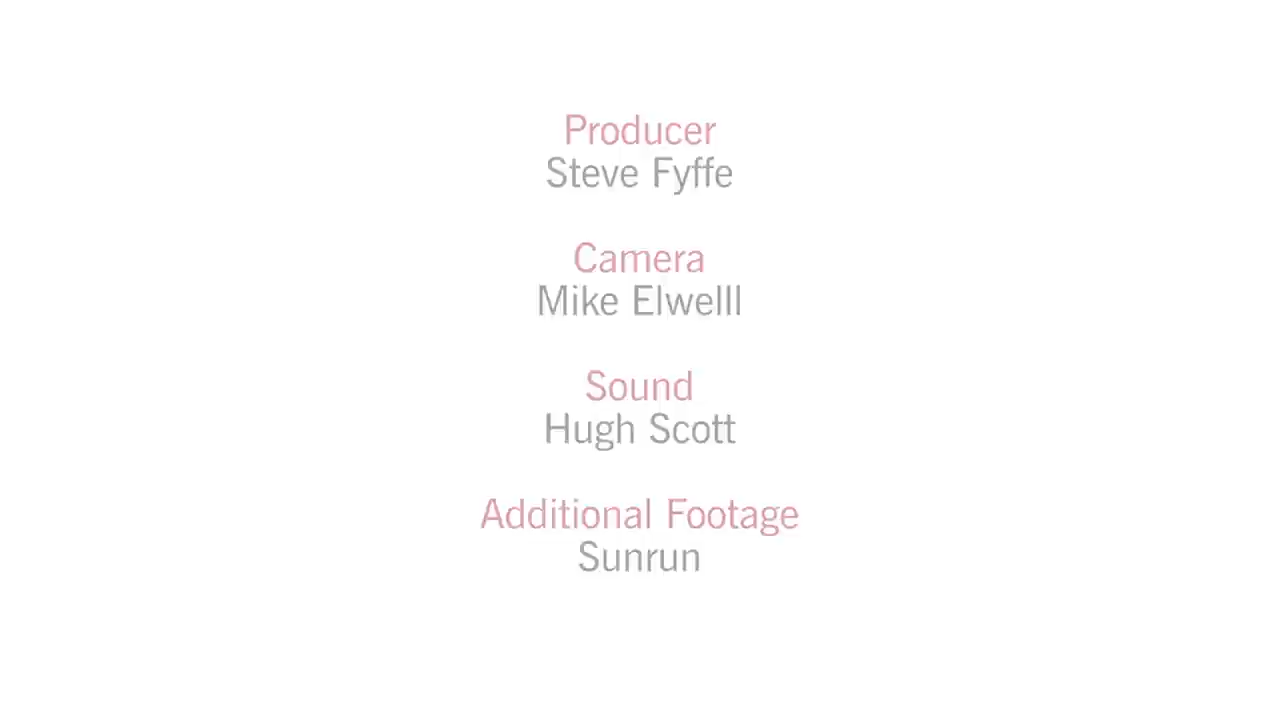 Producer
Steve Fyffe
Camera
Mike Elwelll
Sound
Hugh Scott
Additional Footage
Sunrun